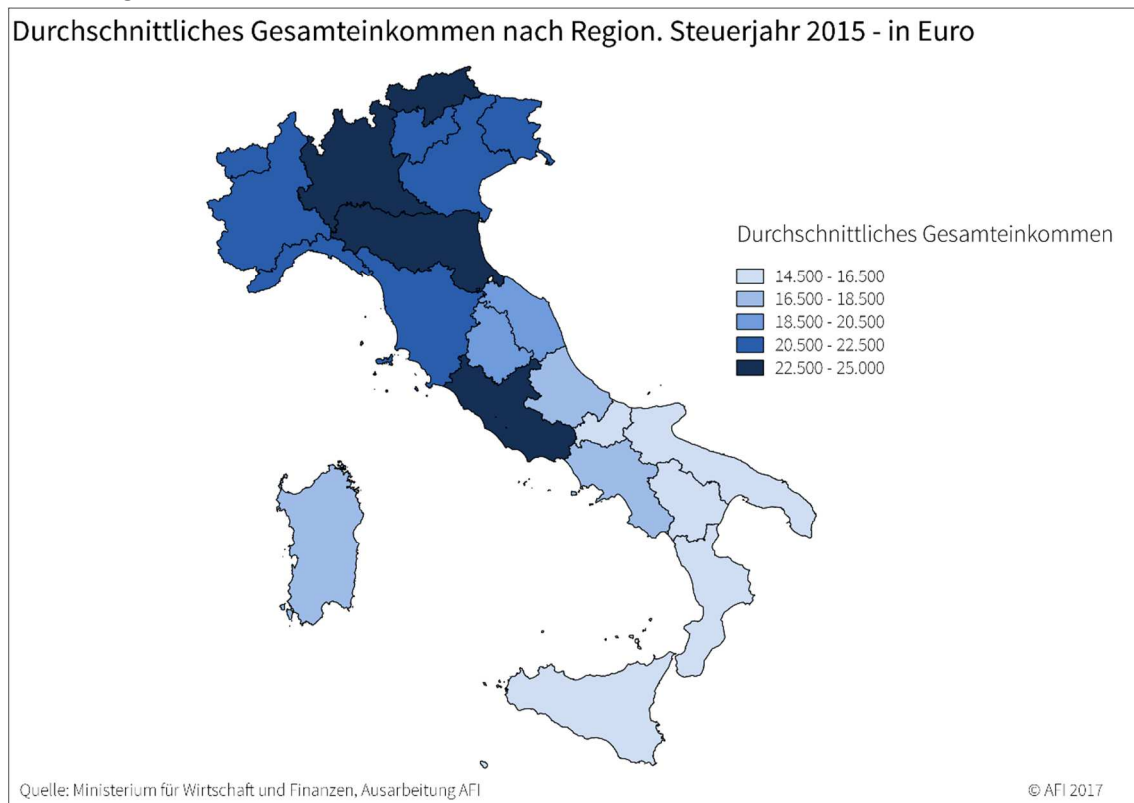 Durchschnittliches Gesamteinkommen nach Region. Steuerjahr 2015 - in Euro
Durchschnittliches Gesamteinkommen
14.500 - 16.500
16.500 - 18.500
18.500 - 20.500
20.500 - 22.500
22.500 - 25.000
Quelle: Ministerium für Wirtschaft und Finanzen, Ausarbeitung AFI
© AFI 2017